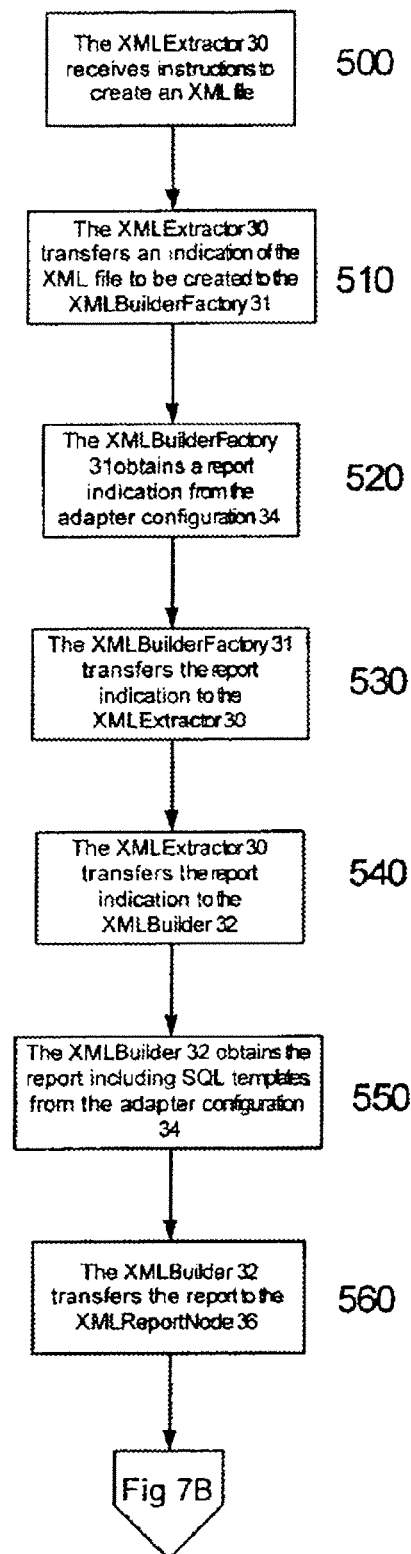 The XMLExtractor 30
receives instructions to
create an XML file
500
The XMLExtractor 30
transfers an indication of the
XML file to be created to the
XMLBuilderFactory 31
510
The XMLBuilderFactory
31 obtains a report
indication from the
adapter configuration 34
520
The XMLBuilderFactory 31
transfers the report
indication to the
XMLExtractor 30
530
The XMLExtractor 30
transfers the report
indication to the
XMLBuilder 32
540
The XMLBuilder 32 obtains the
report including SQL templates
from the adapter configuration
34
550
The XMLBuilder 32
transfers the report to the
XMLReportNode 36
560
Fig 7B